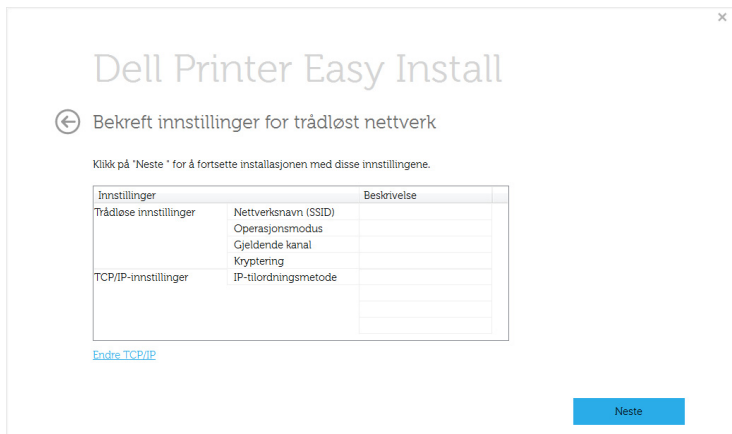 Dell Printer Easy Install
Bekreft innstillinger for trådløst nettverk
Klikk på "Neste " for å fortsette installasjonen med disse innstillingene.
Innstillinger Beskrivelse
Trådløse innstillinger Nettverksnavn (SSID)
Operasjonsmodus
Gjeldende kanal
Kryptering
TCP/IP-innstillinger IP-tilordningsmetode
Endre TCP/IP
Neste